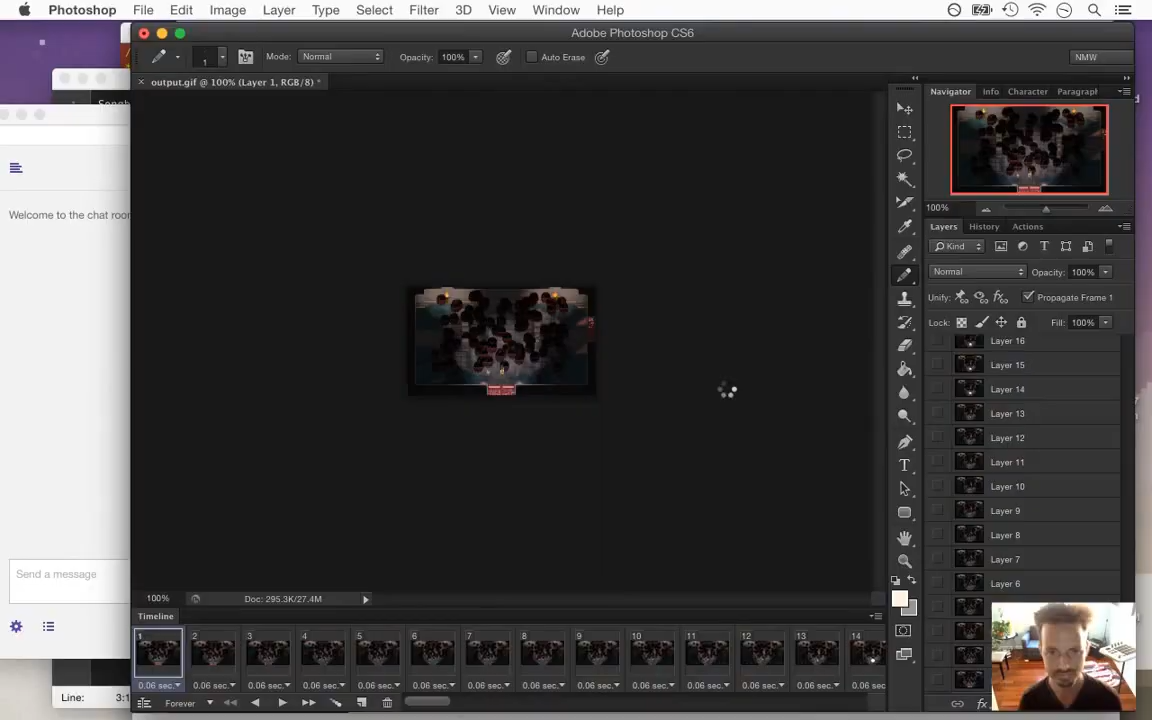 Photoshop File Edit Image Layer Type Select Filter 3D View Window Help
Adobe Photoshop CS6
1 Mode: Normal Opacity: 100% Auto Erase NMW
output.gif @ 100% (Layer 1, RGB/8) *
Navigator Info Character Paragraph
100%
Layers History Actions
Kind
Normal Opacity: 100%
Unify: Propagate Frame 1
Lock: Fill: 100%
Layer 16
Layer 15
Layer 14
Layer 13
Layer 12
Layer 11
Layer 10
Layer 9
Layer 8
Layer 7
Layer 6
Welcome to the chat roo
Send a message
100% Doc: 295.3K/27.4M
Timeline
1 2 3 4 5 6 7 8 9 10 11 12 13 14
0.06 sec. 0.06 sec. 0.06 sec. 0.06 sec. 0.06 sec. 0.06 sec. 0.06 sec. 0.06 sec. 0.06 sec. 0.06 sec. 0.06 sec. 0.06 sec. 0.06 sec. 0.06 sec.
Forever
Line: 3:1